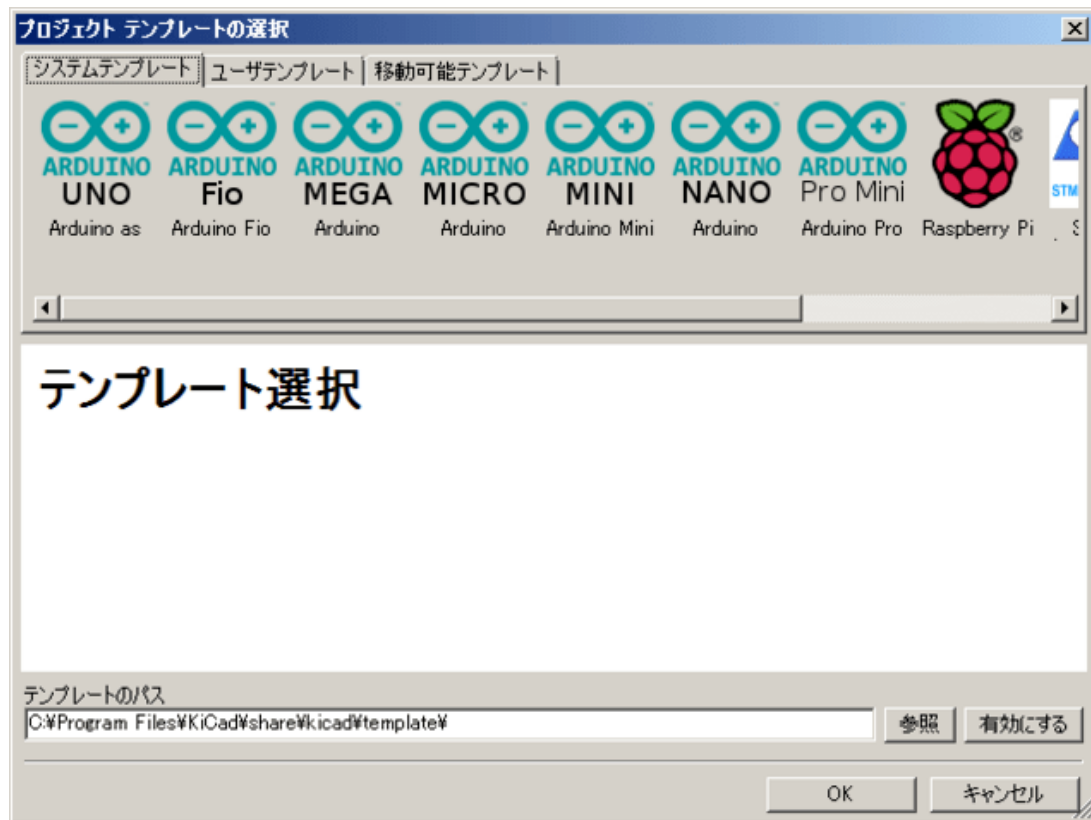 プロジェクト テンプレートの選択
システムテンプレート ユーザテンプレート 移動可能テンプレート
ARDUINO ARDUINO ARDUINO ARDUINO ARDUINO ARDUINO ARDUINO
UNO Fio MEGA MICRO MINI NANO Pro Mini ® STM
Arduino as Arduino Fio Arduino Arduino Arduino Mini Arduino Arduino Pro Raspberry Pi
テンプレート選択
テンプレートのパス
C:¥Program Files¥KiCad¥share¥kicad¥template¥ 参照 有効にする
OK キャンセル